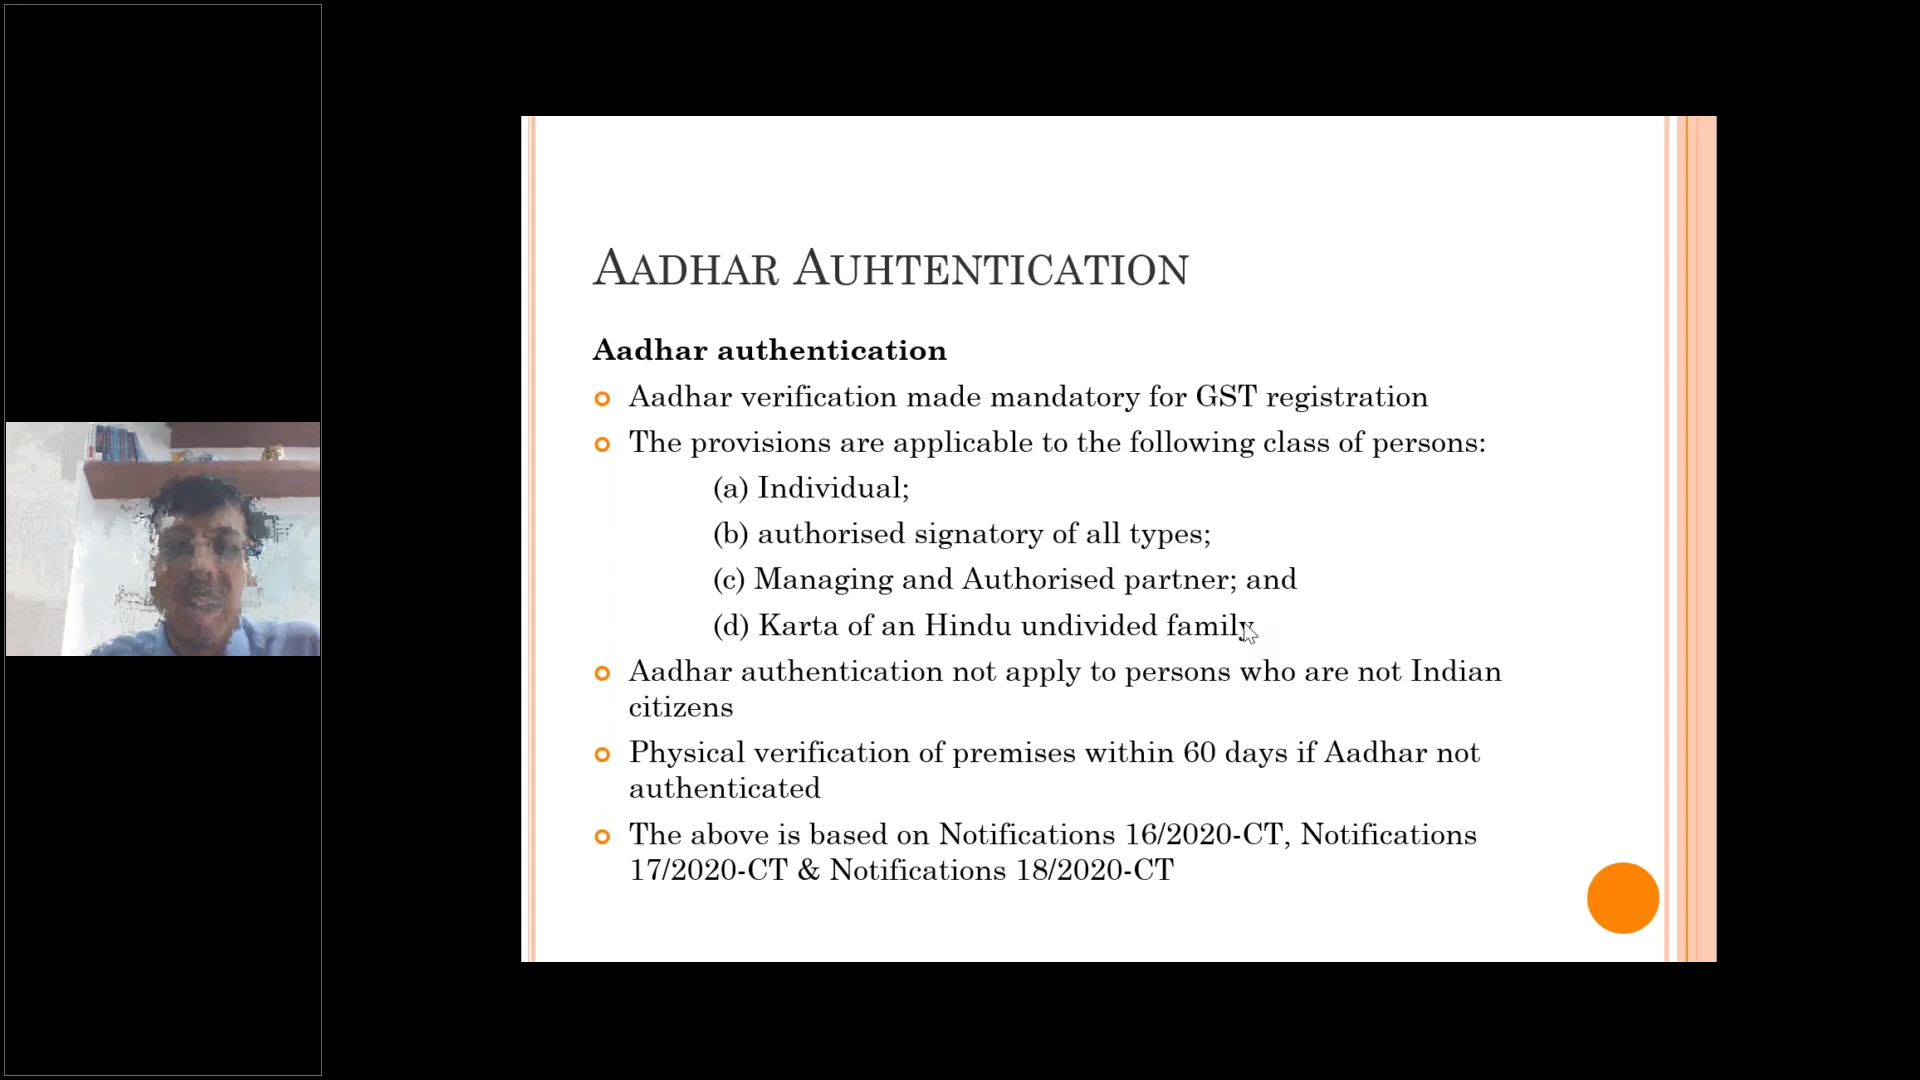 AADHAR AUHTENTICATION
Aadhar authentication
Aadhar verification made mandatory for GST registration
The provisions are applicable to the following class of persons:
(a) Individual;
(b) authorised signatory of all types;
(c) Managing and Authorised partner; and
(d) Karta of an Hindu undivided family
Aadhar authentication not apply to persons who are not Indian
citizens
Physical verification of premises within 60 days if Aadhar not
authenticated
The above is based on Notifications 16/2020-CT, Notifications
17/2020-CT & Notifications 18/2020-CT